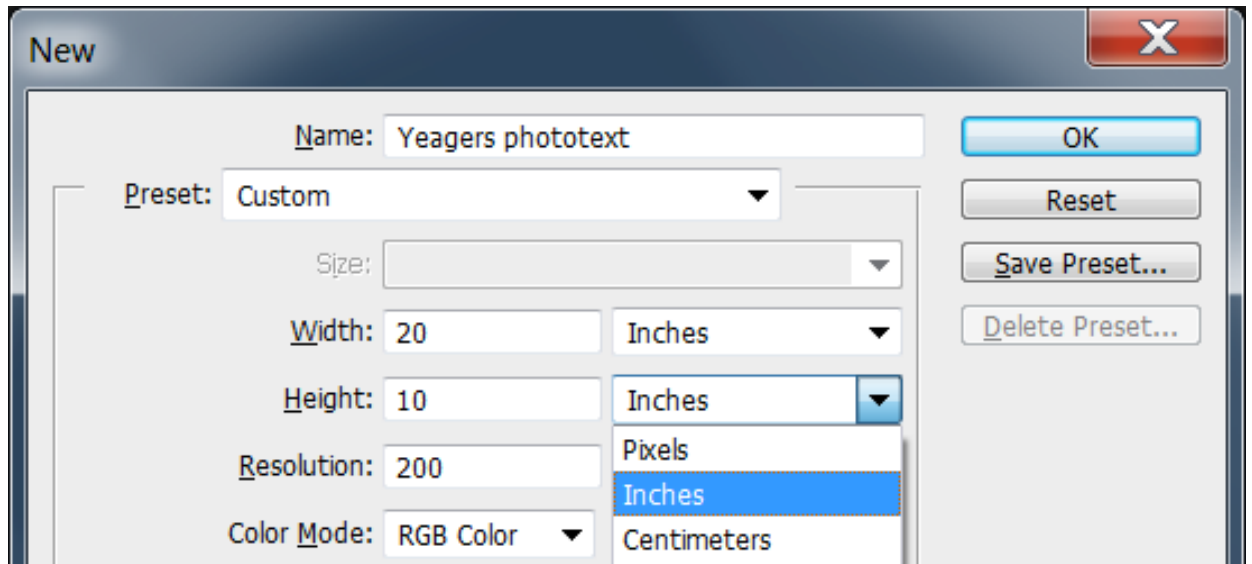 New
Name: Yeagers phototext
OK
Preset: Custom
Reset
Size:
Save Preset...
Width: 20 Inches
Delete Preset...
Height: 10 Inches
Pixels
Resolution: 200
Inches
Color Mode: RGB Color
Centimeters